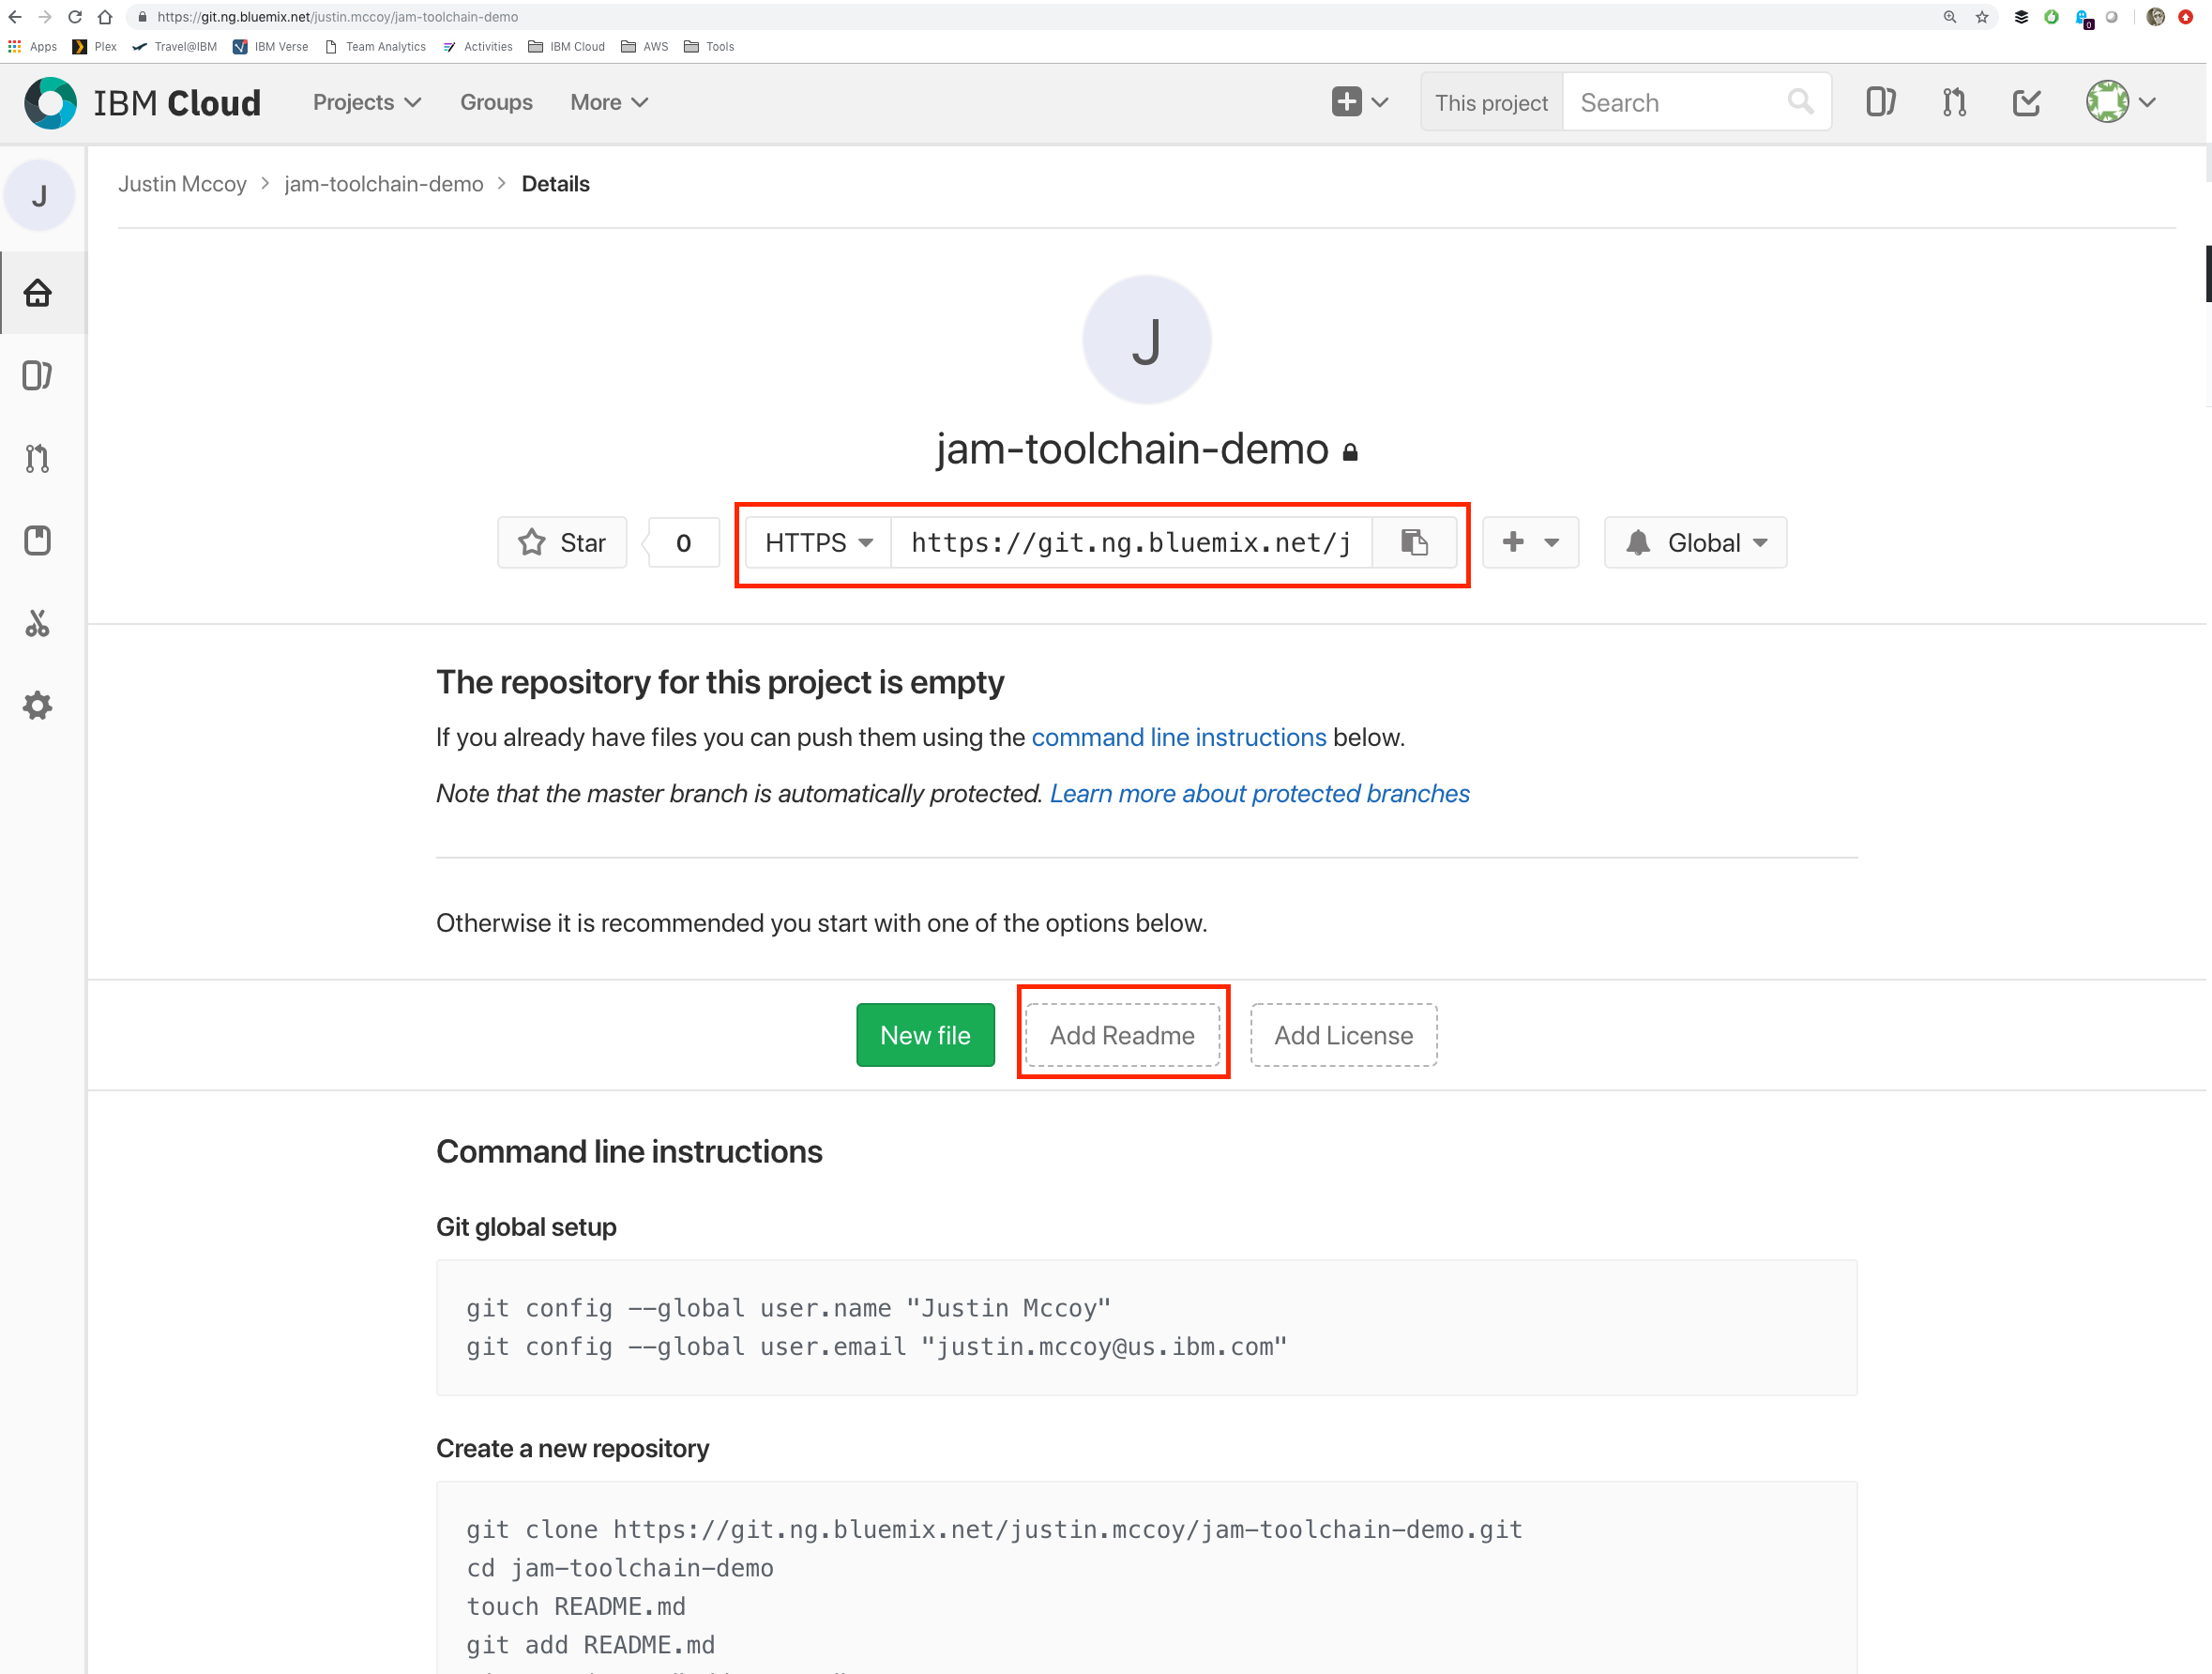 https://git.ng.bluemix.net/justin.mccoy/jam-toolchain-demo
Apps Plex Travel@IBM IBM Verse Team Analytics Activities IBM Cloud AWS Tools
IBM Cloud Projects Groups More This project Search
J
Justin Mccoy > jam-toolchain-demo > Details
J
jam-toolchain-demo
Star 0 HTTPS https://git.ng.bluemix.net/j Global
The repository for this project is empty
If you already have files you can push them using the command line instructions below.
Note that the master branch is automatically protected. Learn more about protected branches
Otherwise it is recommended you start with one of the options below.
New file Add Readme Add License
Command line instructions
Git global setup
git config --global user.name "Justin Mccoy"
git config --global user.email "justin.mccoy@us.ibm.com"
Create a new repository
git clone https://git.ng.bluemix.net/justin.mccoy/jam-toolchain-demo.git
cd jam-toolchain-demo
touch README.md
git add README.md